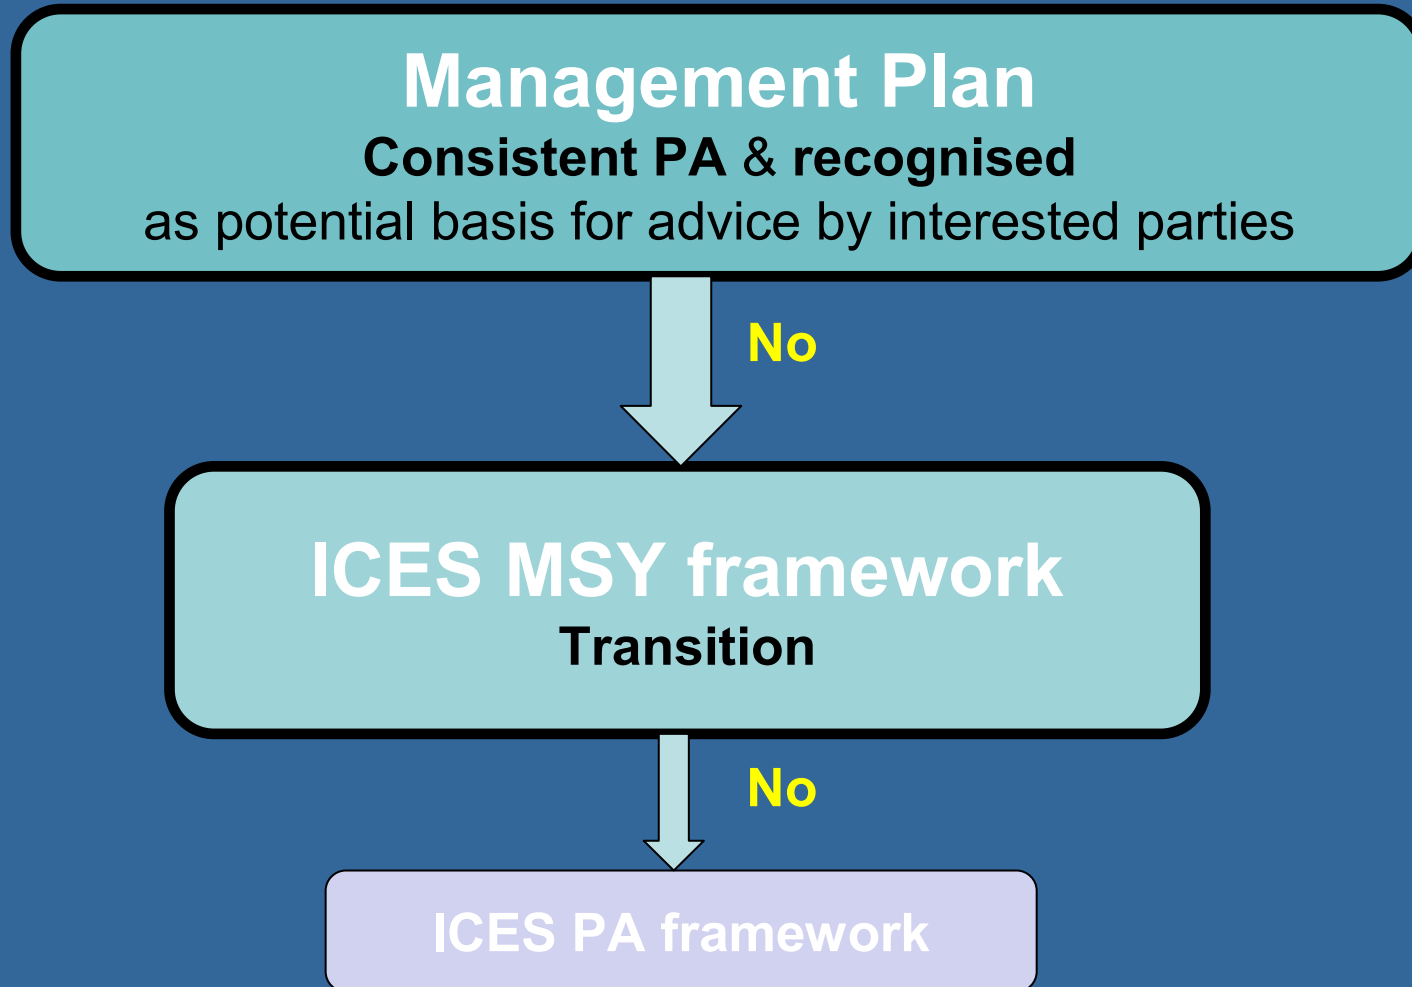 Management Plan
Consistent PA & recognised
as potential basis for advice by interested parties
No
ICES MSY framework
Transition
No
ICES PA framework